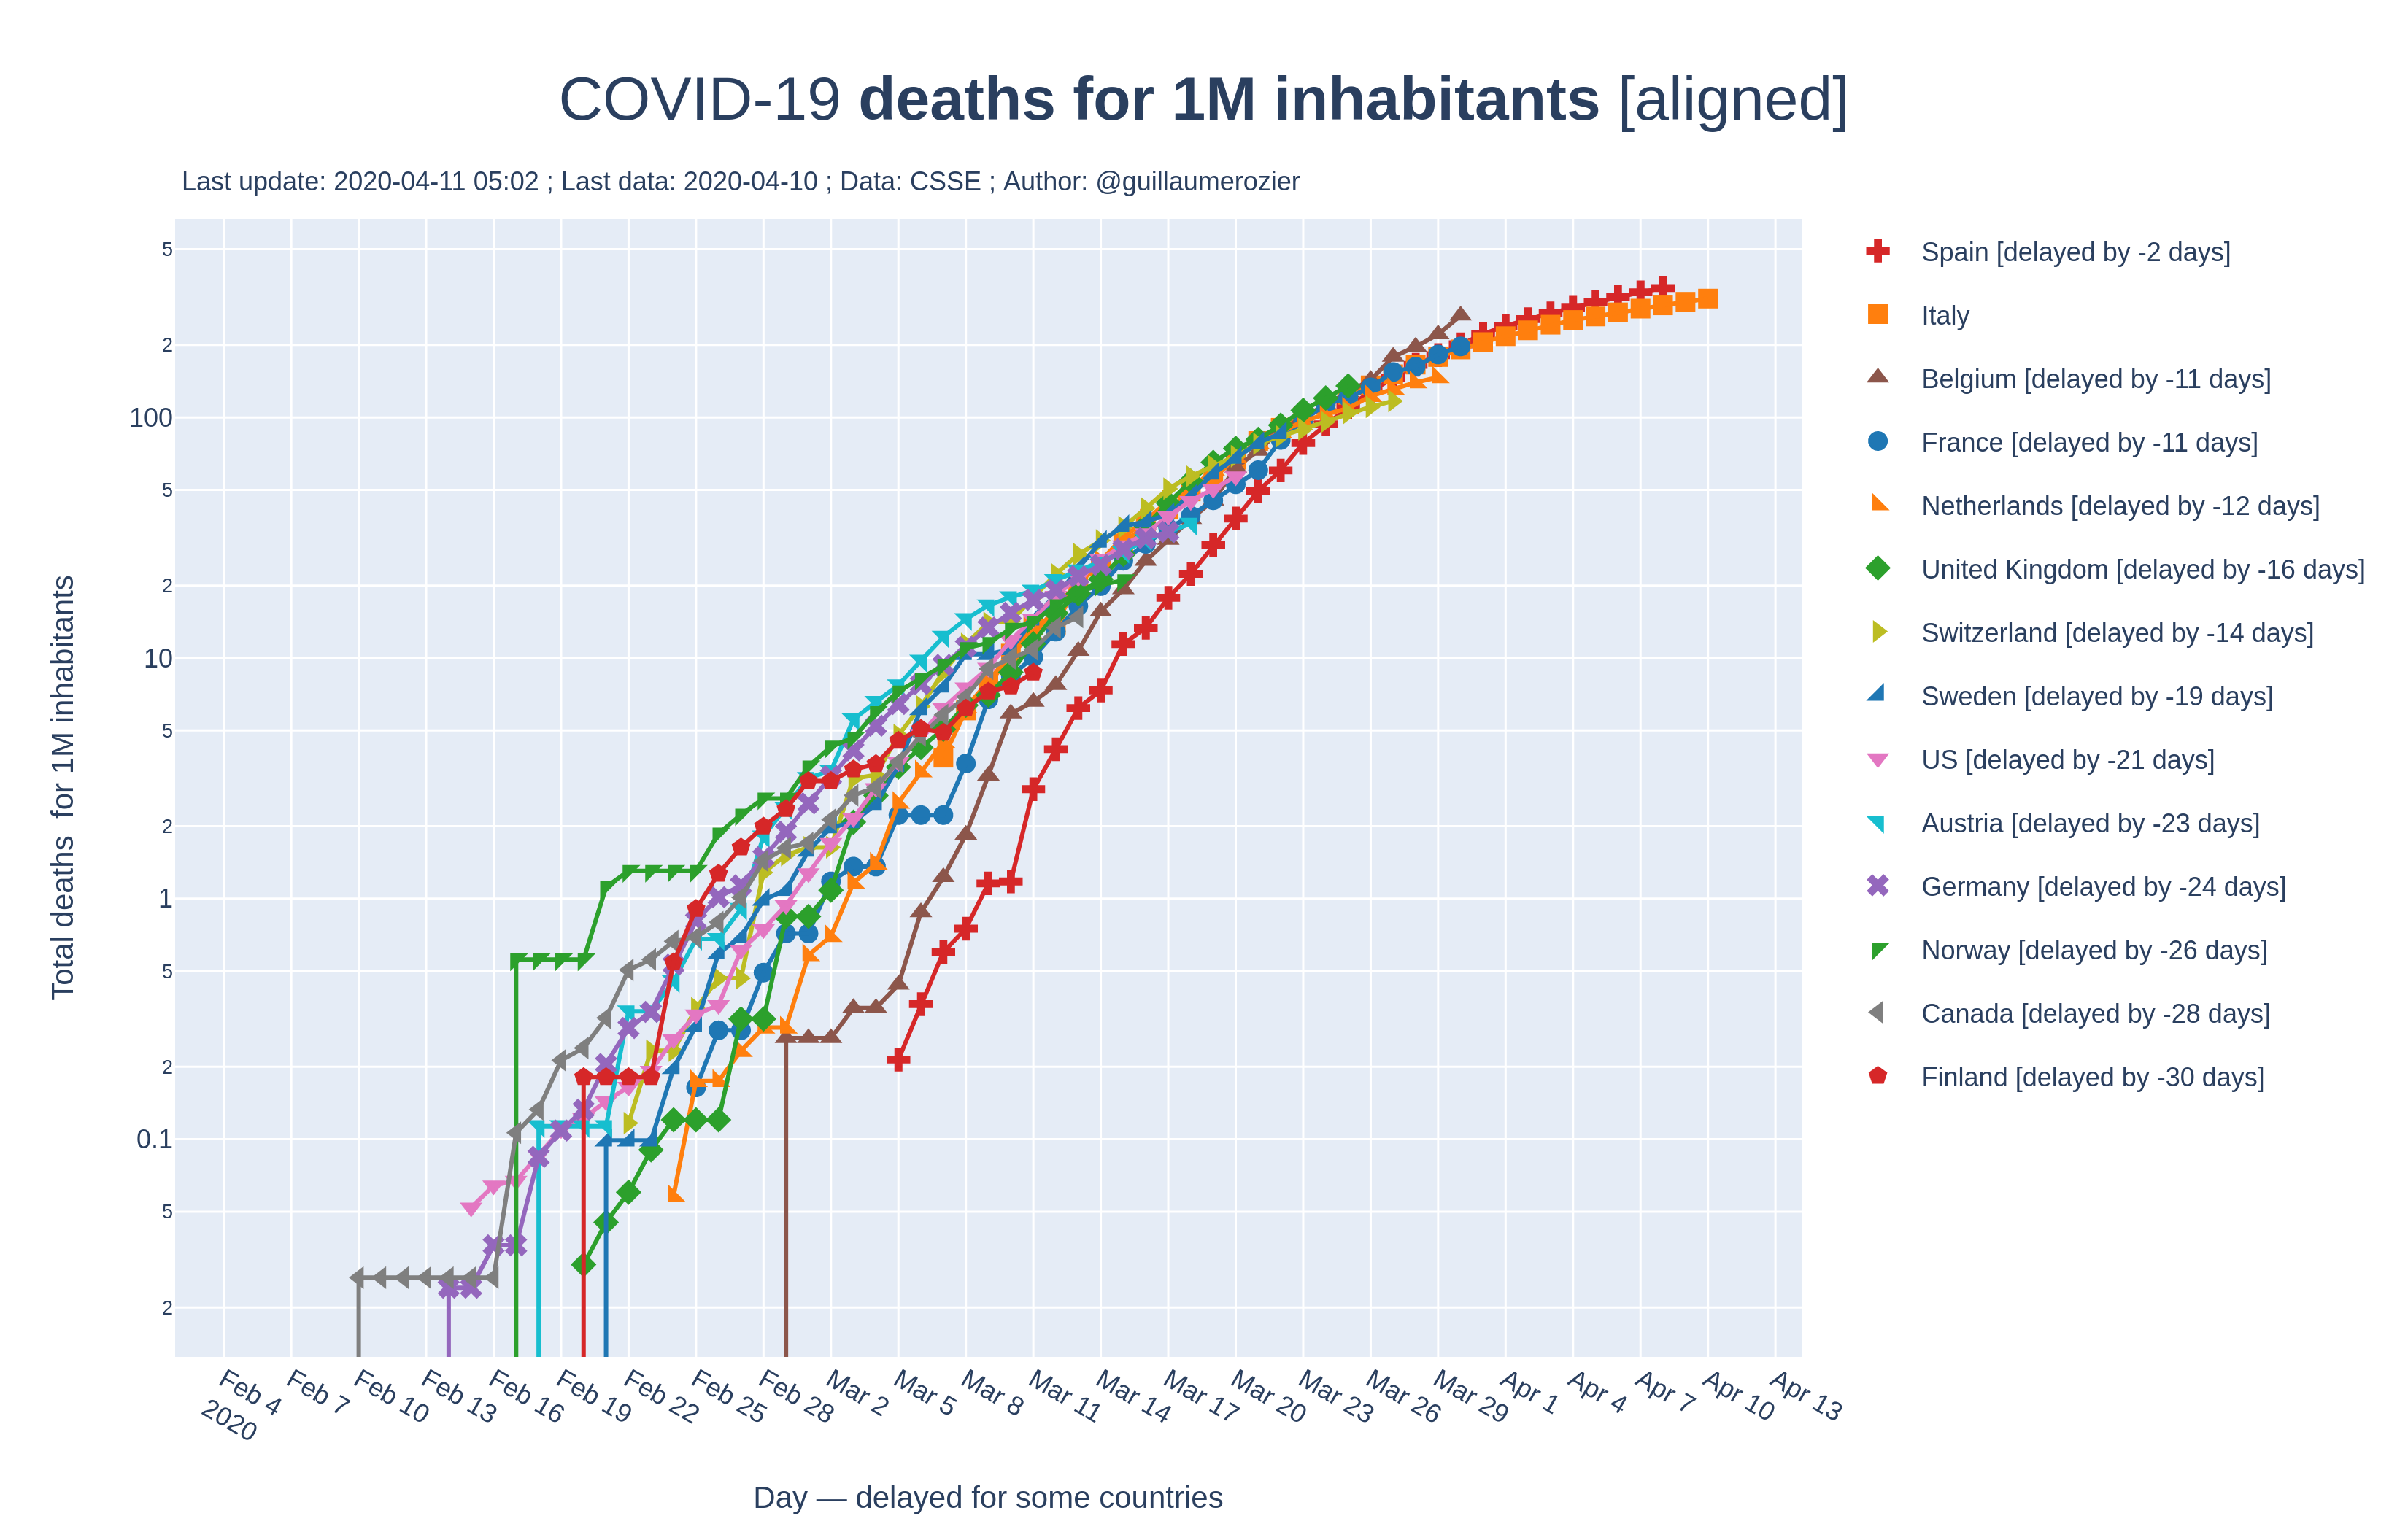 COVID-19 deaths for 1M inhabitants [aligned]
Last update: 2020-04-11 05:02 ; Last data: 2020-04-10 ; Data: CSSE ; Author: @guillaumerozier
Total deaths for 1M inhabitants
5
2
100
5
2
10
5
2
1
5
2
0.1
5
2
Feb 4
2020
Feb 7
Feb 10
Feb 13
Feb 16
Feb 19
Feb 22
Feb 25
Feb 28
Mar 2
Mar 5
Mar 8
Mar 11
Mar 14
Mar 17
Mar 20
Mar 23
Mar 26
Mar 29
Apr 1
Apr 4
Apr 7
Apr 10
Apr 13
Day — delayed for some countries
Spain [delayed by -2 days]
Italy
Belgium [delayed by -11 days]
France [delayed by -11 days]
Netherlands [delayed by -12 days]
United Kingdom [delayed by -16 days]
Switzerland [delayed by -14 days]
Sweden [delayed by -19 days]
US [delayed by -21 days]
Austria [delayed by -23 days]
Germany [delayed by -24 days]
Norway [delayed by -26 days]
Canada [delayed by -28 days]
Finland [delayed by -30 days]